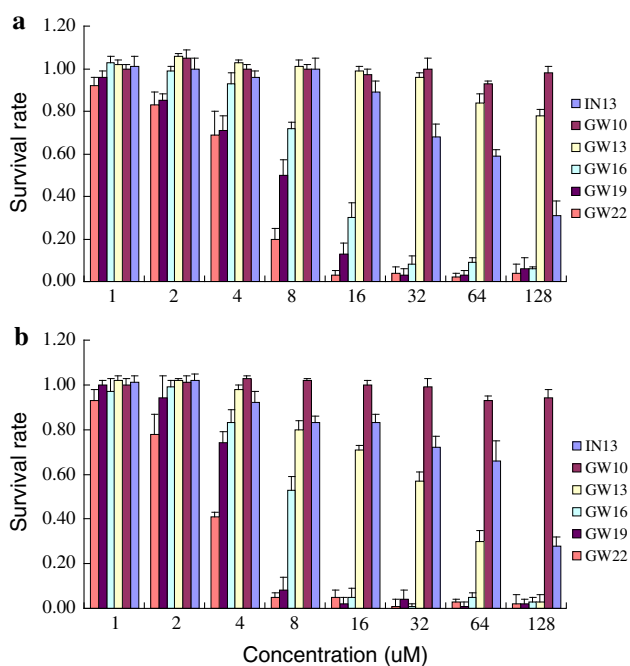 a
Survival rate
1.20
1.00
0.80
0.60
0.40
0.20
0.00
1 2 4 8 16 32 64 128
IN13
GW10
GW13
GW16
GW19
GW22
b
Survival rate
1.20
1.00
0.80
0.60
0.40
0.20
0.00
1 2 4 8 16 32 64 128
IN13
GW10
GW13
GW16
GW19
GW22
Concentration (uM)